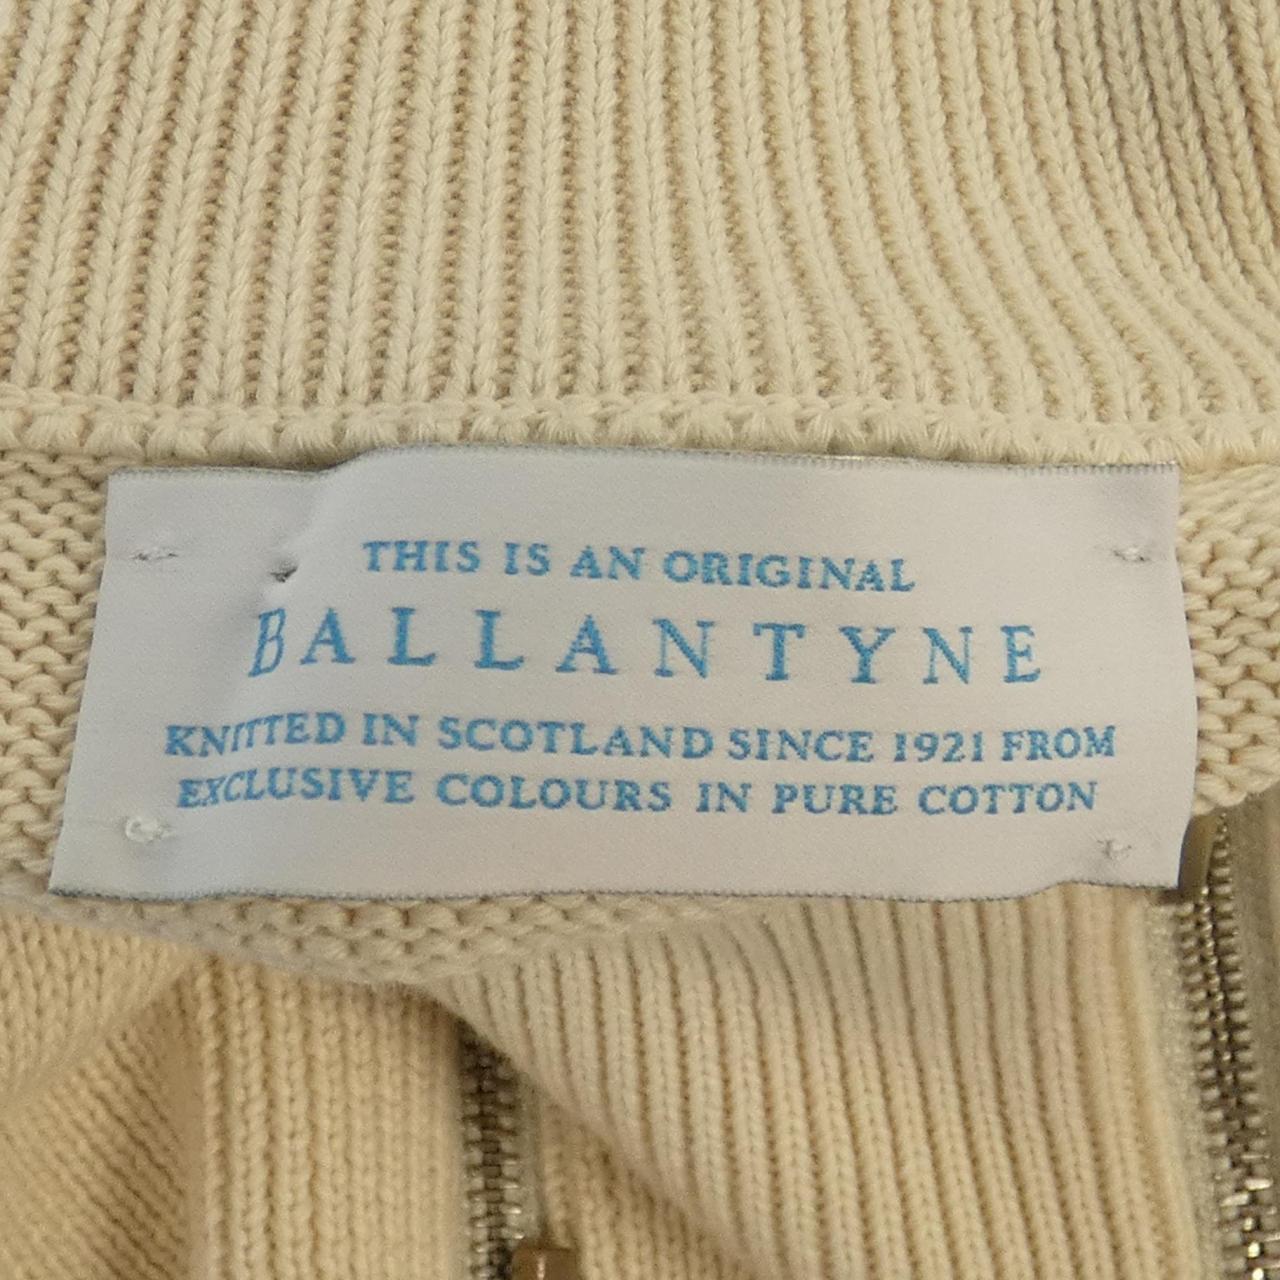 THIS IS AN ORIGINAL
BALLANTYNE
KNITTED IN SCOTLAND SINCE 1921 FROM
EXCLUSIVE COLOURS IN PURE COTTON